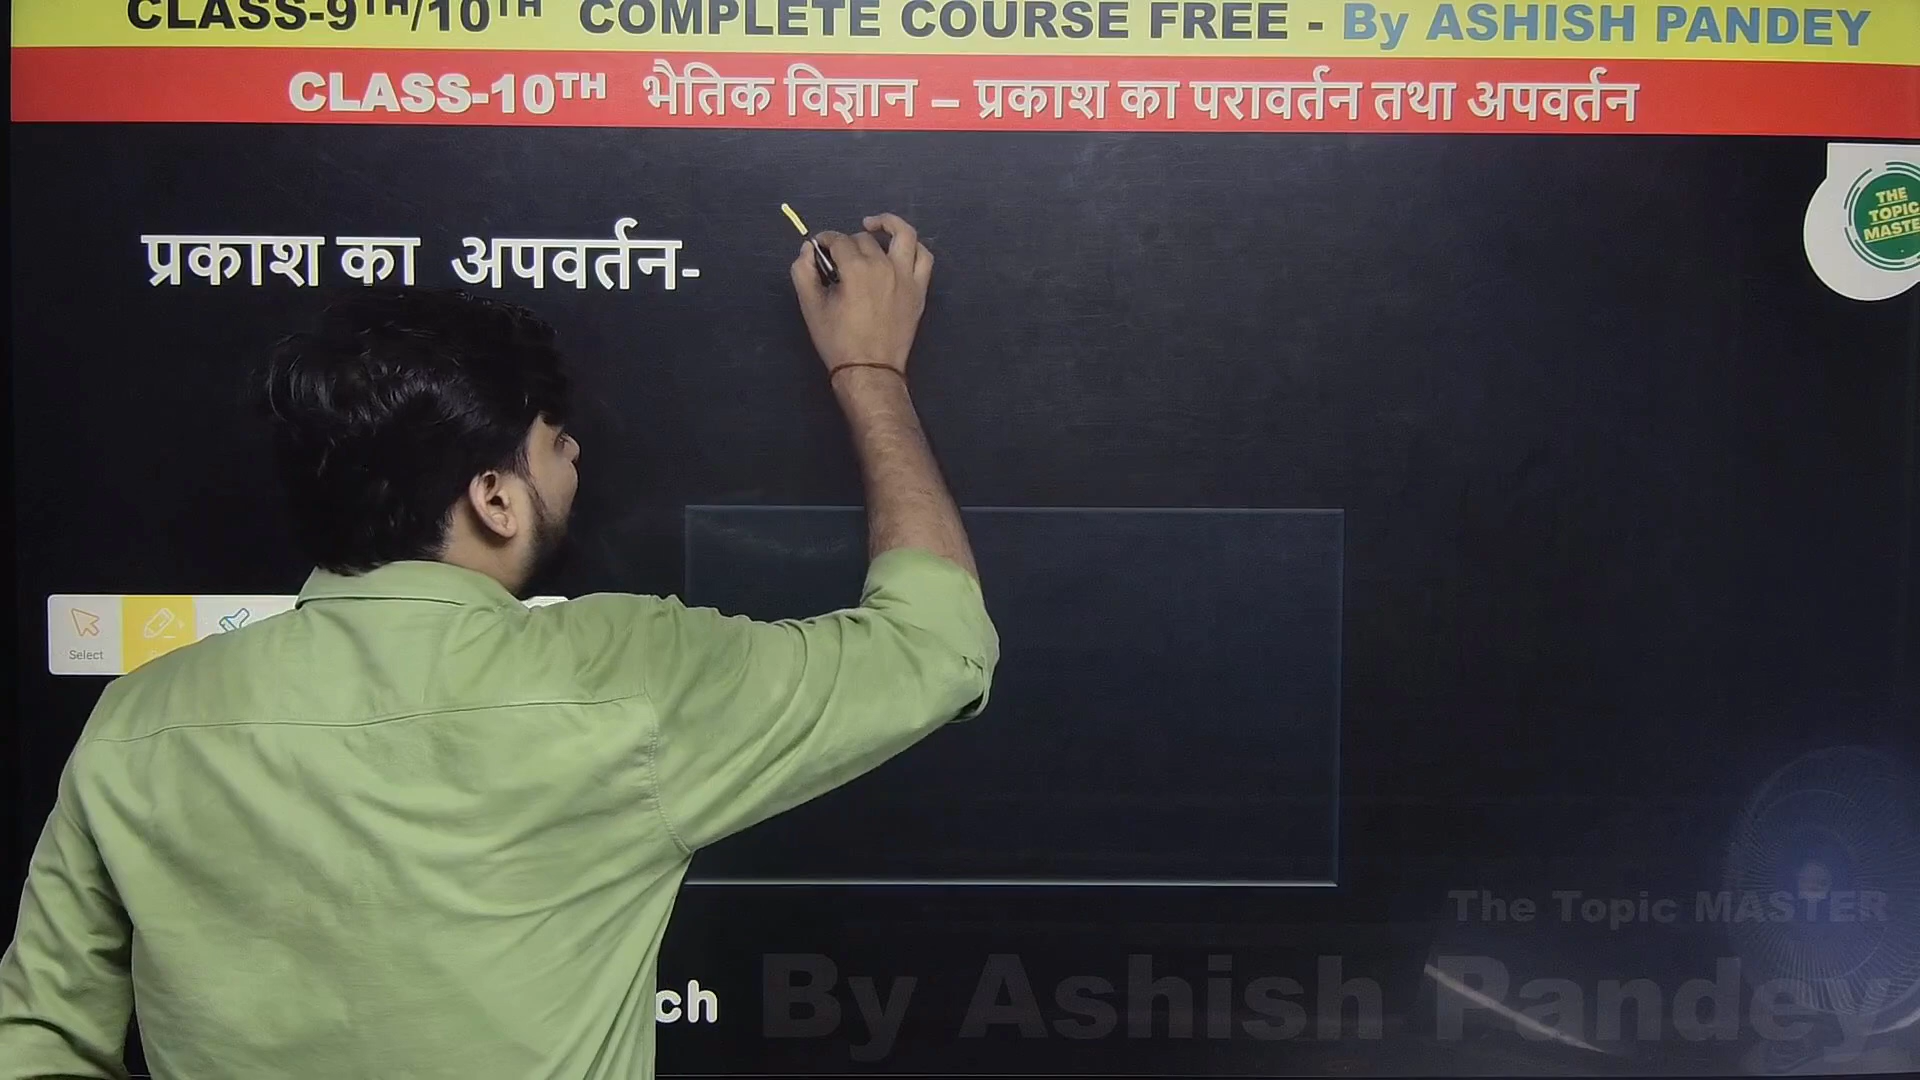 CLASS-9TH/10TH COMPLETE COURSE FREE - By ASHISH PANDEY
CLASS-10TH भौतिक विज्ञान – प्रकाश का परावर्तन तथा अपवर्तन
THE
TOPIC
MASTE
प्रकाश का अपवर्तन-
Select
The Topic MASTER
ch By Ashish Pandey